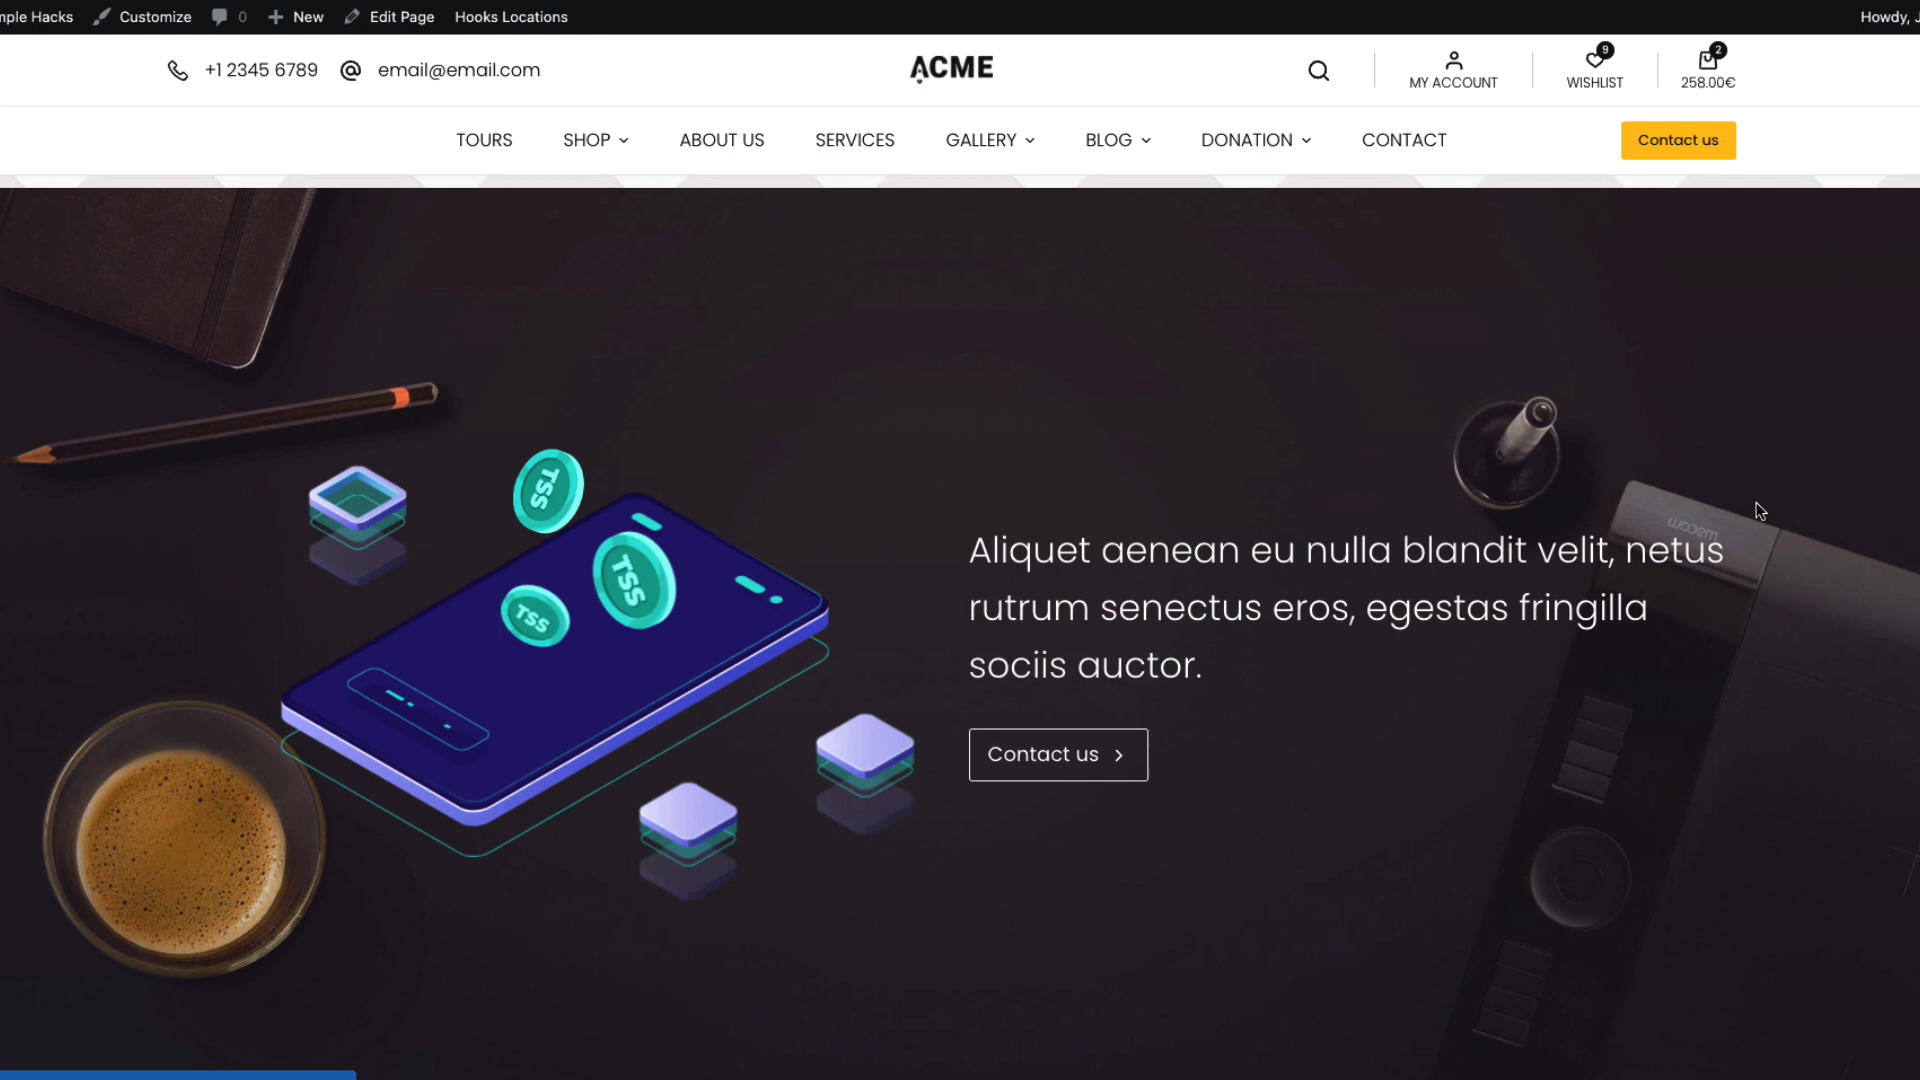 mple Hacks Customize 0 New Edit Page Hooks Locations Howdy, J
+1 2345 6789 email@email.com ACME MY ACCOUNT 9 WISHLIST 2 258.00€
TOURS SHOP ABOUT US SERVICES GALLERY BLOG DONATION CONTACT Contact us
TSS
TSS
TSS
wacom
Aliquet aenean eu nulla blandit velit, netus
rutrum senectus eros, egestas fringilla
sociis auctor.
Contact us